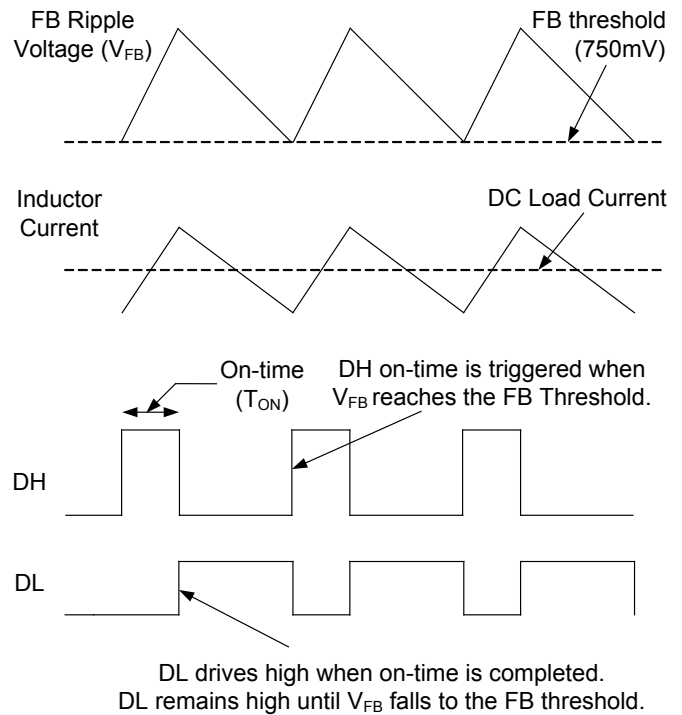 FB Ripple
Voltage (VFB)
FB threshold
(750mV)
Inductor
Current
DC Load Current
On-time
(TON)
DH on-time is triggered when
VFB reaches the FB Threshold.
DH
DL
DL drives high when on-time is completed.
DL remains high until VFB falls to the FB threshold.